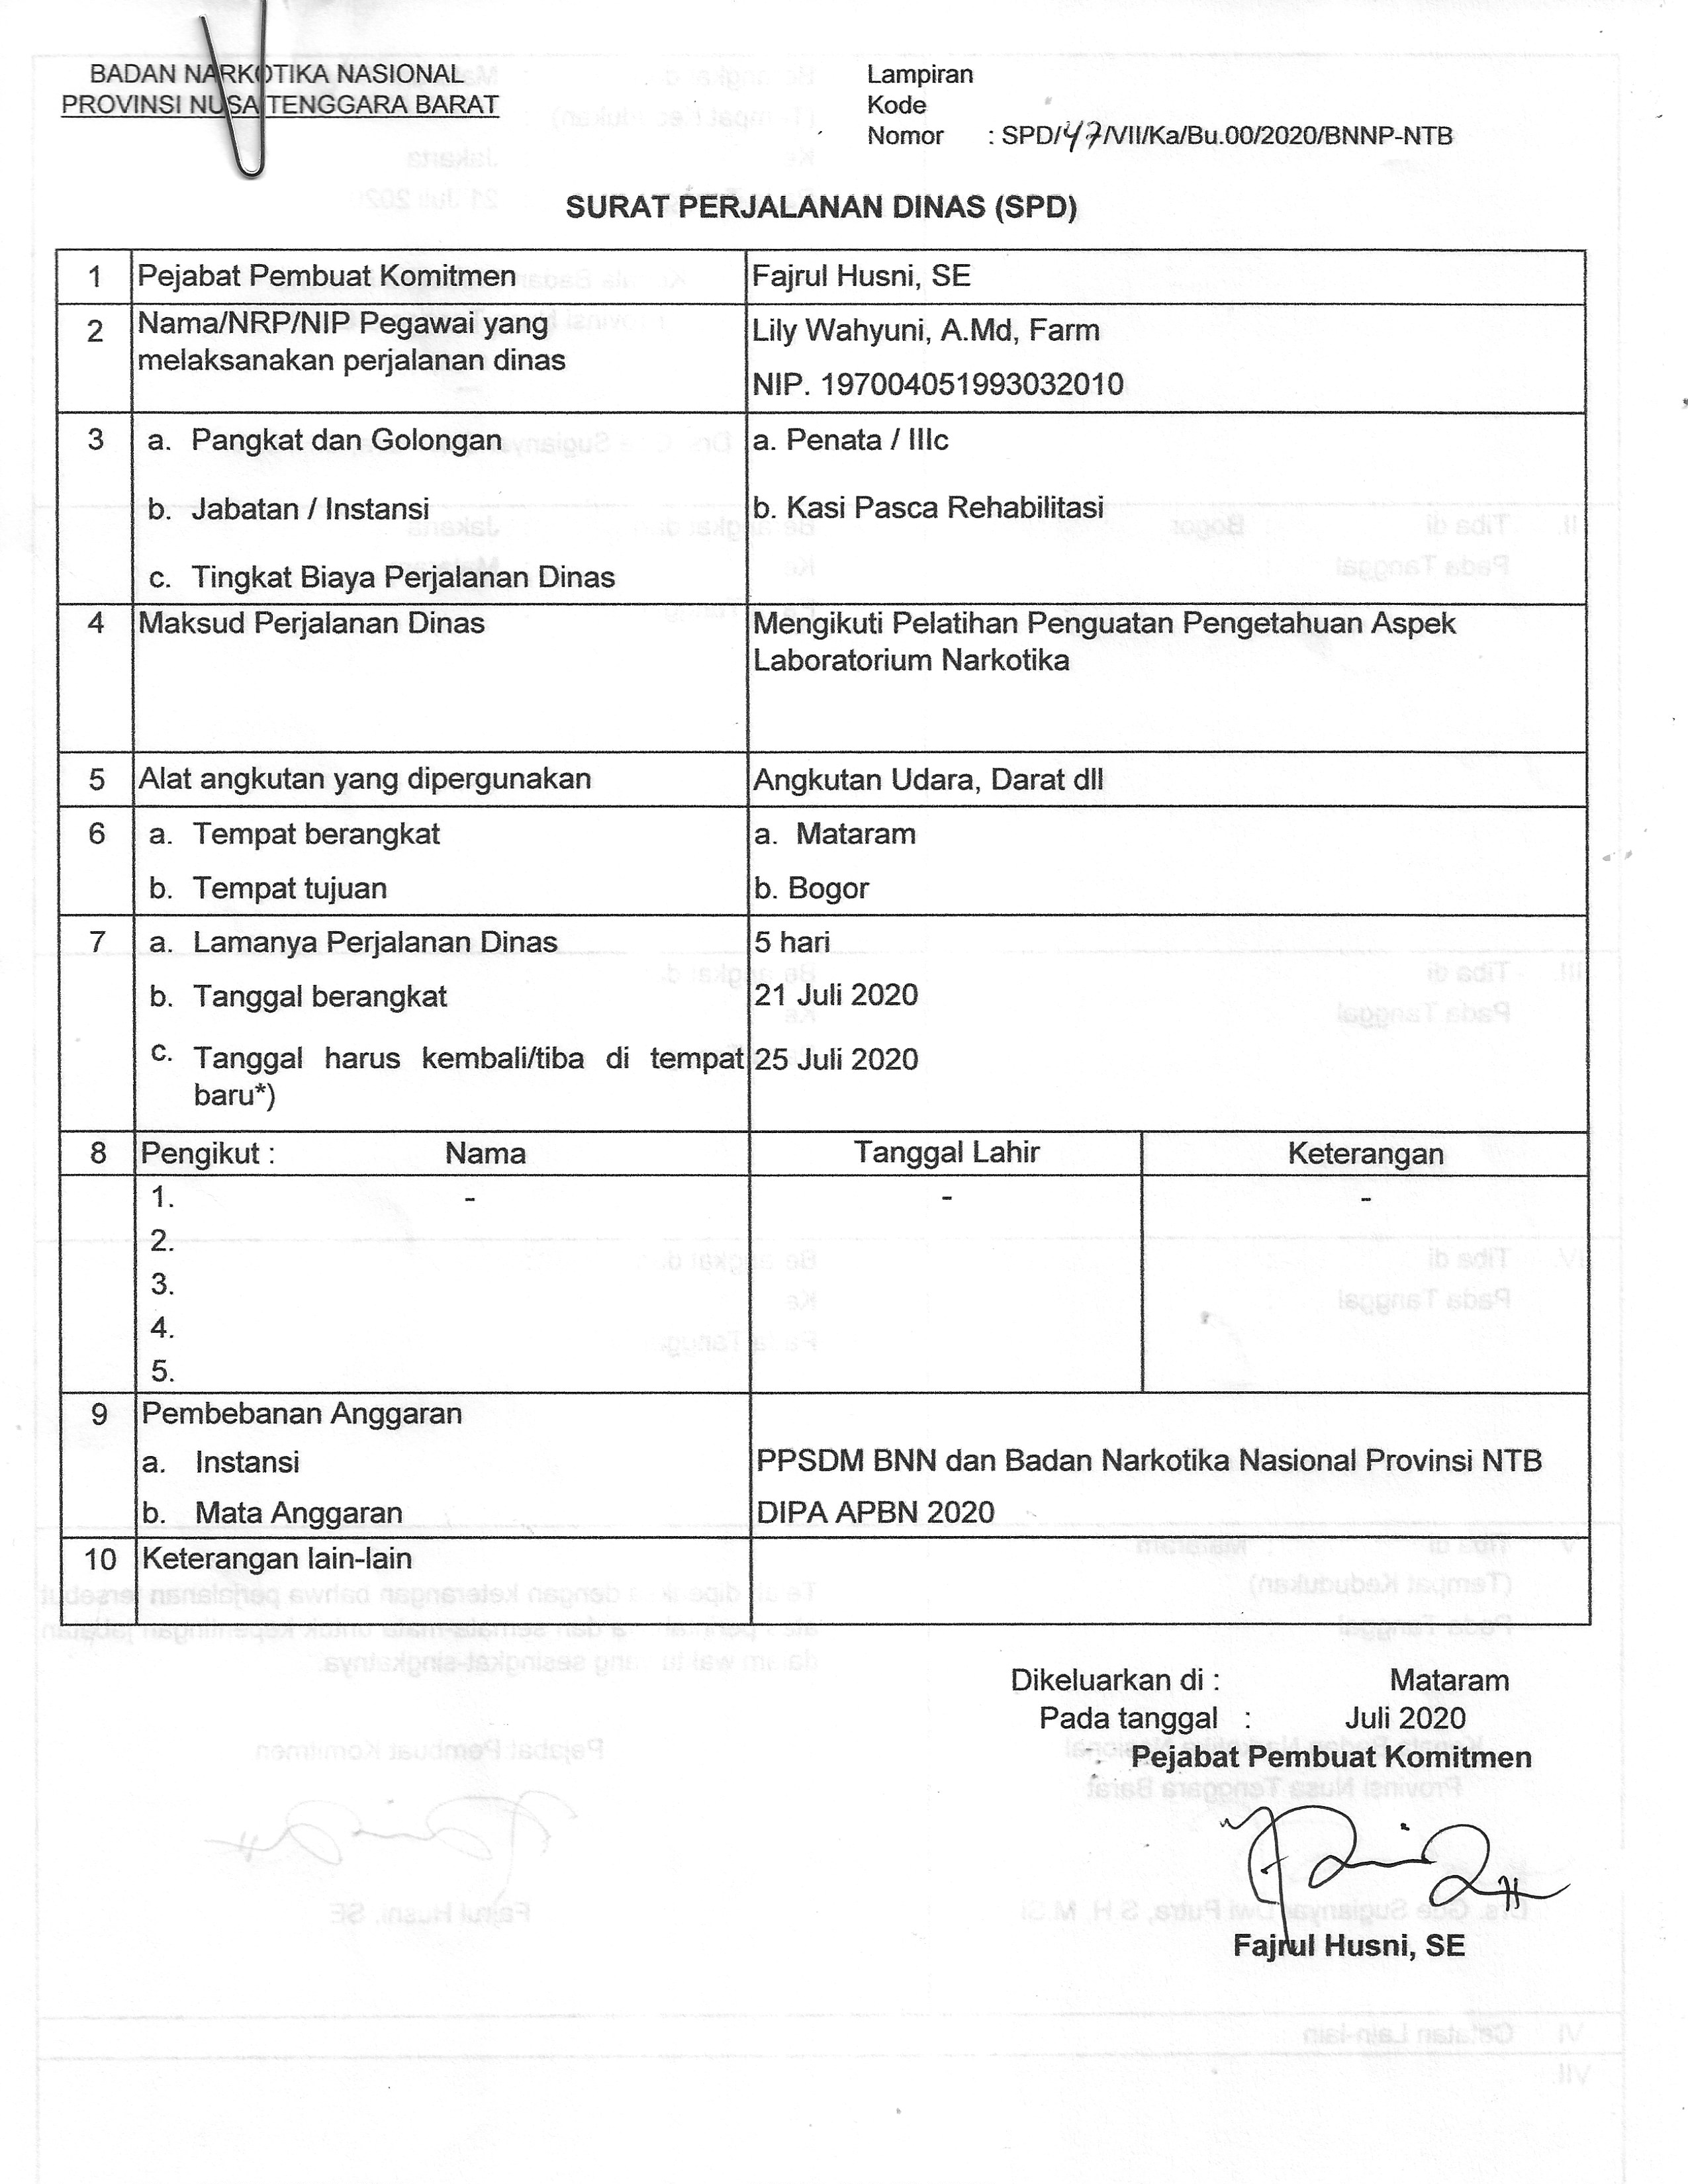 BADAN NARKOTIKA NASIONAL
PROVINSI NUSA TENGGARA BARAT
Lampiran
Kode
Nomor : SPD/47/VII/Ka/Bu.00/2020/BNNP-NTB
SURAT PERJALANAN DINAS (SPD)
1 Pejabat Pembuat Komitmen Fajrul Husni, SE
2 Nama/NRP/NIP Pegawai yang melaksanakan perjalanan dinas
Lily Wahyuni, A.Md, Farm
NIP. 197004051993032010
3 a. Pangkat dan Golongan a. Penata / IIIc
b. Jabatan / Instansi b. Kasi Pasca Rehabilitasi
c. Tingkat Biaya Perjalanan Dinas
4 Maksud Perjalanan Dinas Mengikuti Pelatihan Penguatan Pengetahuan Aspek
Laboratorium Narkotika
5 Alat angkutan yang dipergunakan Angkutan Udara, Darat dll
6 a. Tempat berangkat a. Mataram
b. Tempat tujuan b. Bogor
7 a. Lamanya Perjalanan Dinas 5 hari
b. Tanggal berangkat 21 Juli 2020
c. Tanggal harus kembali/tiba di tempat 25 Juli 2020
baru*)
8 Pengikut : Nama Tanggal Lahir Keterangan
1. - - -
2.
3.
4.
5.
9 Pembebanan Anggaran
a. Instansi PPSDM BNN dan Badan Narkotika Nasional Provinsi NTB
b. Mata Anggaran DIPA APBN 2020
10 Keterangan lain-lain
Dikeluarkan di : Mataram
Pada tanggal : Juli 2020
Pejabat Pembuat Komitmen
Fajrul Husni, SE